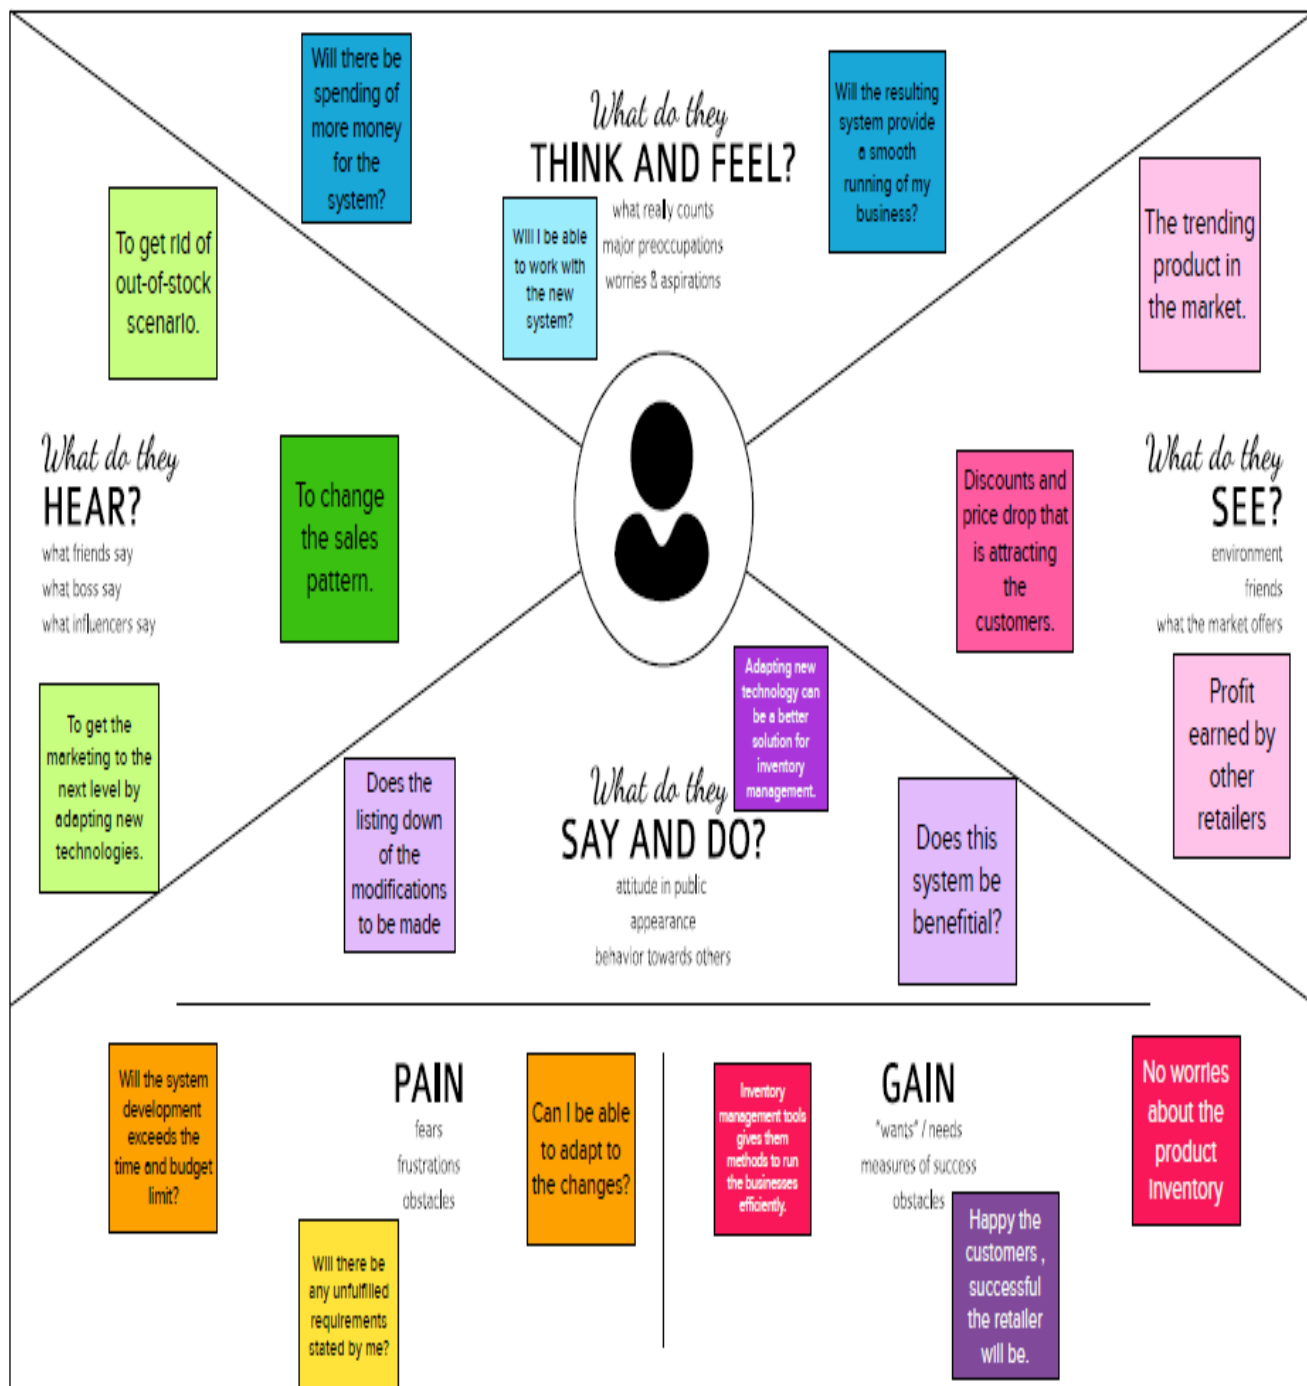 Will there be
spending of
more money
for the
system?
What do they
THINK AND FEEL?
what really counts
major preoccupations
worries & aspirations
Will I be able
to work with
the new
system?
Will the resulting
system provide
a smooth
running of my
business?
To get rid of
out-of-stock
scenario.
What do they
HEAR?
what friends say
what boss say
what influencers say
To change
the sales
pattern.
To get the
marketing to the
next level by
adapting new
technologies.
The trending
product in
the market.
Discounts and
price drop that
is attracting
the
customers.
What do they
SEE?
environment
friends
what the market offers
Profit
earned by
other
retailers
Does the
listing down
of the
modifications
to be made
What do they
SAY AND DO?
attitude in public
appearance
behavior towards others
Adapting new
technology can
be a better
solution for
inventory
management.
Does this
system be
benefitial?
Will the system
development
exceeds the
time and budget
limit?
PAIN
fears
frustrations
obstacles
Will there be
any unfulfilled
requirements
stated by me?
Can I be able
to adapt to
the changes?
Inventory
management tools
gives them
methods to run
the businesses
efficiently.
GAIN
"wants" / needs
measures of success
obstacles
Happy the
customers ,
successful
the retailer
will be.
No worries
about the
product
Inventory